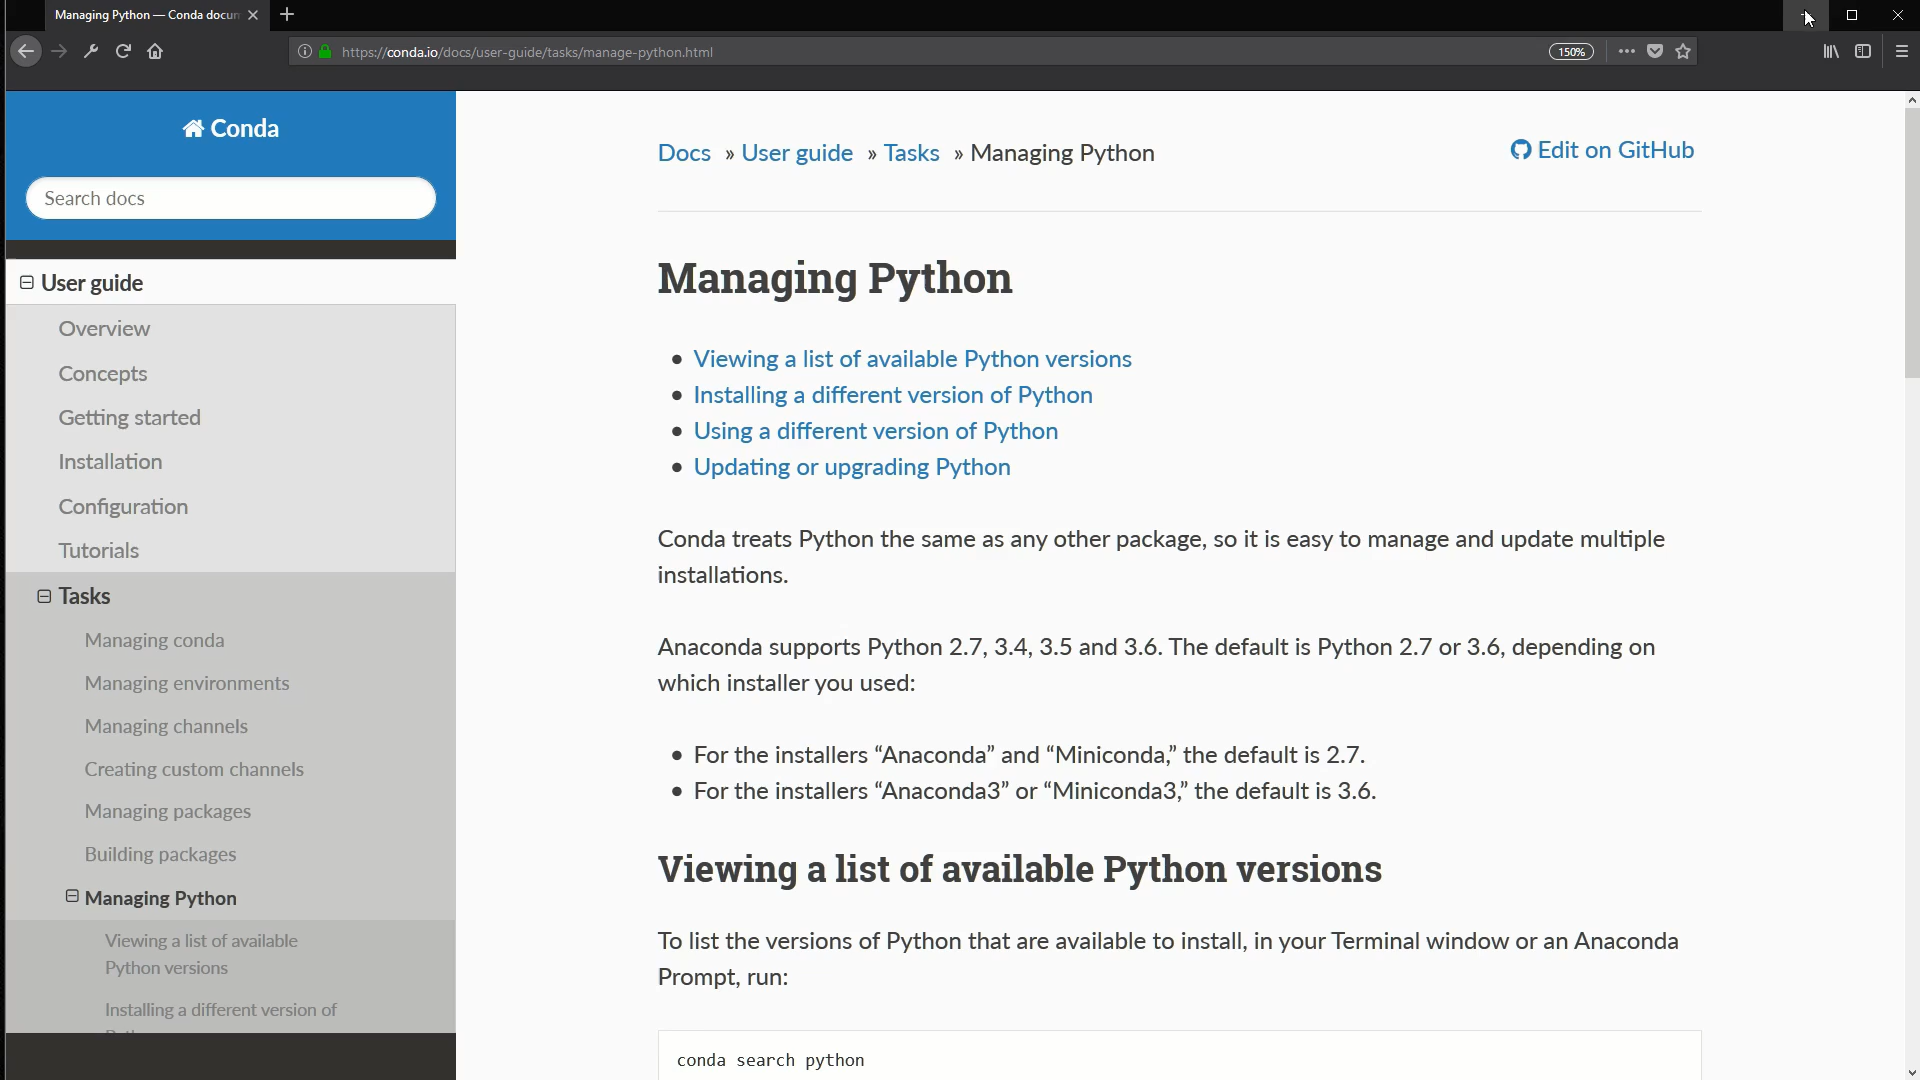 Managing Python — Conda docum
https://conda.io/docs/user-guide/tasks/manage-python.html
150%
Conda
Search docs
User guide
Overview
Concepts
Getting started
Installation
Configuration
Tutorials
Tasks
Managing conda
Managing environments
Managing channels
Creating custom channels
Managing packages
Building packages
Managing Python
Viewing a list of available
Python versions
Installing a different version of
Docs » User guide » Tasks » Managing Python
Edit on GitHub
Managing Python
• Viewing a list of available Python versions
• Installing a different version of Python
• Using a different version of Python
• Updating or upgrading Python
Conda treats Python the same as any other package, so it is easy to manage and update multiple
installations.
Anaconda supports Python 2.7, 3.4, 3.5 and 3.6. The default is Python 2.7 or 3.6, depending on
which installer you used:
• For the installers “Anaconda” and “Miniconda,” the default is 2.7.
• For the installers “Anaconda3” or “Miniconda3,” the default is 3.6.
Viewing a list of available Python versions
To list the versions of Python that are available to install, in your Terminal window or an Anaconda
Prompt, run:
conda search python